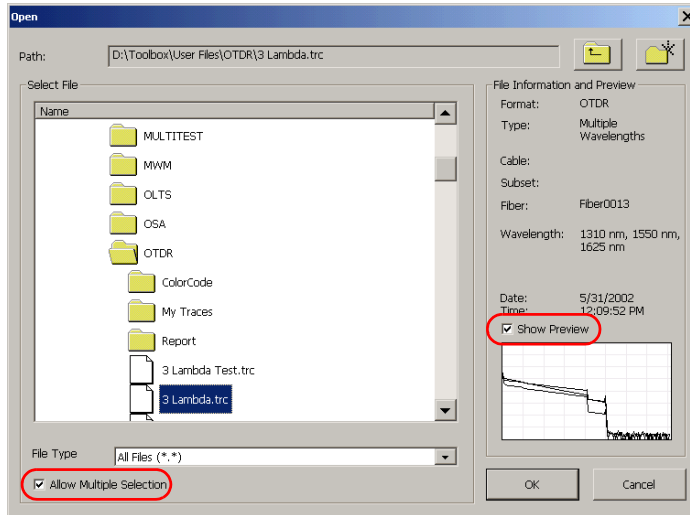 Open
Path:
D:\Toolbox\User Files\OTDR\3 Lambda.trc
Select File
Name
MULTITEST
MWM
OLTS
OSA
OTDR
ColorCode
My Traces
Report
3 Lambda Test.trc
3 Lambda.trc
File Type
All Files (*.*)
Allow Multiple Selection
File Information and Preview
Format: OTDR
Type: Multiple
Wavelengths
Cable:
Subset:
Fiber: Fiber0013
Wavelength: 1310 nm, 1550 nm,
1625 nm
Date: 5/31/2002
Time: 12:09:52 PM
Show Preview
OK
Cancel